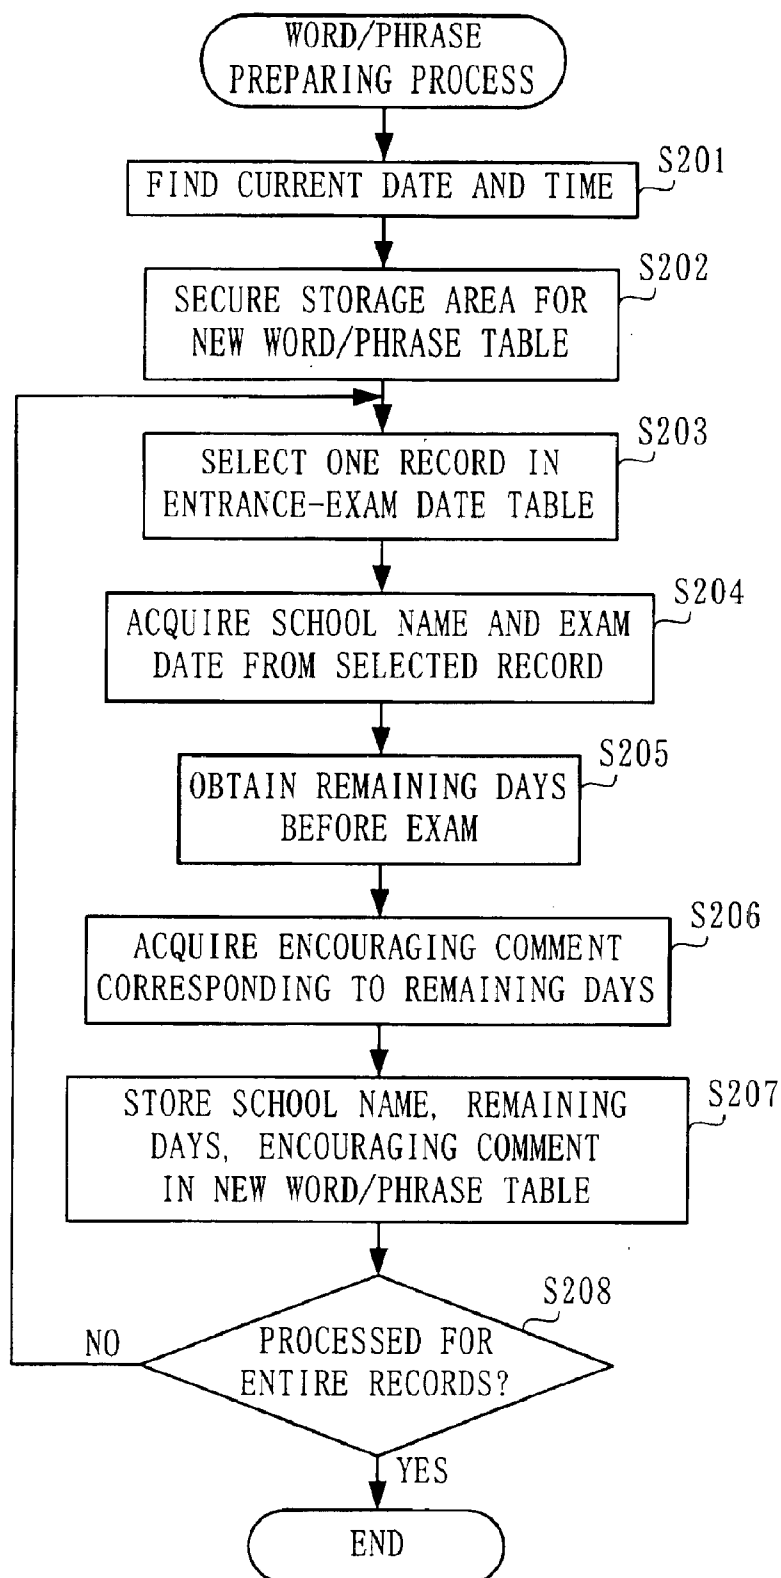 WORD/PHRASE
PREPARING PROCESS
S201
FIND CURRENT DATE AND TIME
S202
SECURE STORAGE AREA FOR
NEW WORD/PHRASE TABLE
S203
SELECT ONE RECORD IN
ENTRANCE-EXAM DATE TABLE
S204
ACQUIRE SCHOOL NAME AND EXAM
DATE FROM SELECTED RECORD
S205
OBTAIN REMAINING DAYS
BEFORE EXAM
S206
ACQUIRE ENCOURAGING COMMENT
CORRESPONDING TO REMAINING DAYS
S207
STORE SCHOOL NAME, REMAINING
DAYS, ENCOURAGING COMMENT
IN NEW WORD/PHRASE TABLE
S208
NO
PROCESSED FOR
ENTIRE RECORDS?
YES
END